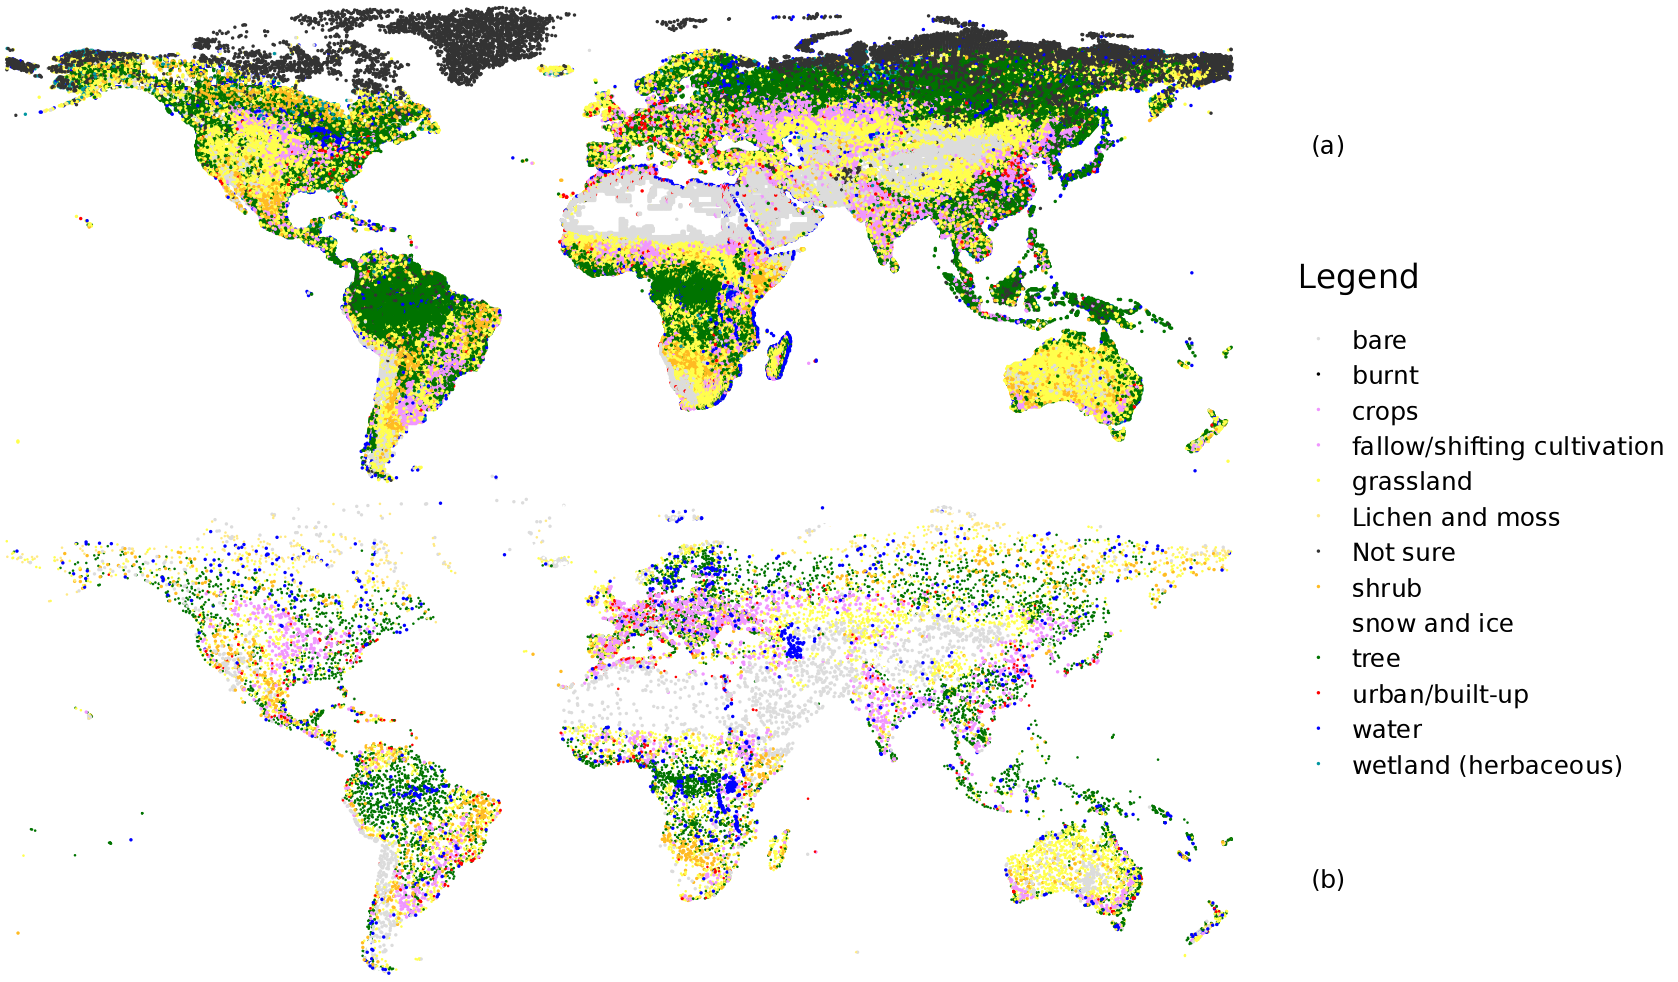 (a)
Legend
bare
burnt
crops
fallow/shifting cultivation
grassland
Lichen and moss
Not sure
shrub
snow and ice
tree
urban/built-up
water
wetland (herbaceous)
(b)